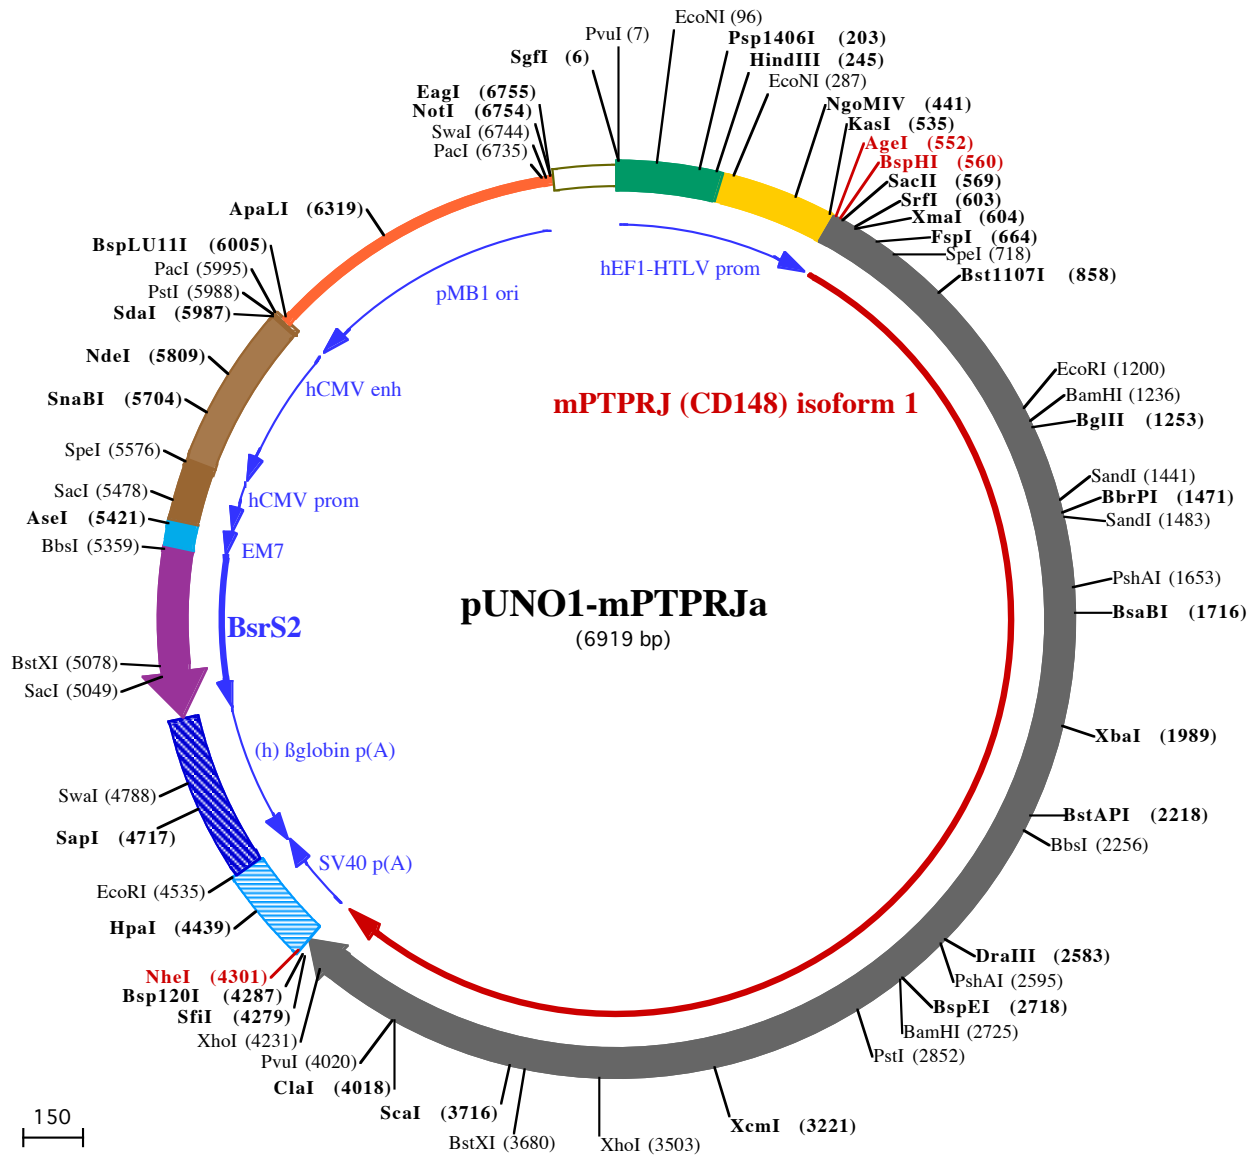 PvuI (7)
EcoNI (96)
Psp1406I (203)
HindIII (245)
EcoNI (287)
NgoMIV (441)
KasI (535)
AgeI (552)
BspHI (560)
SacII (569)
SrfI (603)
XmaI (604)
FspI (664)
SpeI (718)
Bst1107I (858)
EcoRI (1200)
BamHI (1236)
BglII (1253)
SandI (1441)
BbrPI (1471)
SandI (1483)
PshAI (1653)
BsaBI (1716)
XbaI (1989)
BstAPI (2218)
BbsI (2256)
DraIII (2583)
PshAI (2595)
BspEI (2718)
BamHI (2725)
PstI (2852)
XcmI (3221)
XhoI (3503)
BstXI (3680)
ScaI (3716)
ClaI (4018)
PvuI (4020)
XhoI (4231)
SfiI (4279)
Bsp120I (4287)
NheI (4301)
HpaI (4439)
EcoRI (4535)
SapI (4717)
SwaI (4788)
SacI (5049)
BstXI (5078)
BbsI (5359)
AseI (5421)
SacI (5478)
SpeI (5576)
SnaBI (5704)
NdeI (5809)
SdaI (5987)
PstI (5988)
PacI (5995)
BspLU11I (6005)
ApaLI (6319)
PacI (6735)
SwaI (6744)
NotI (6754)
EagI (6755)
SgfI (6)
hEF1-HTLV prom
pMB1 ori
hCMV enh
mPTPRJ (CD148) isoform 1
hCMV prom
EM7
pUNO1-mPTPRJa
(6919 bp)
BsrS2
(h) ßglobin p(A)
SV40 p(A)
150